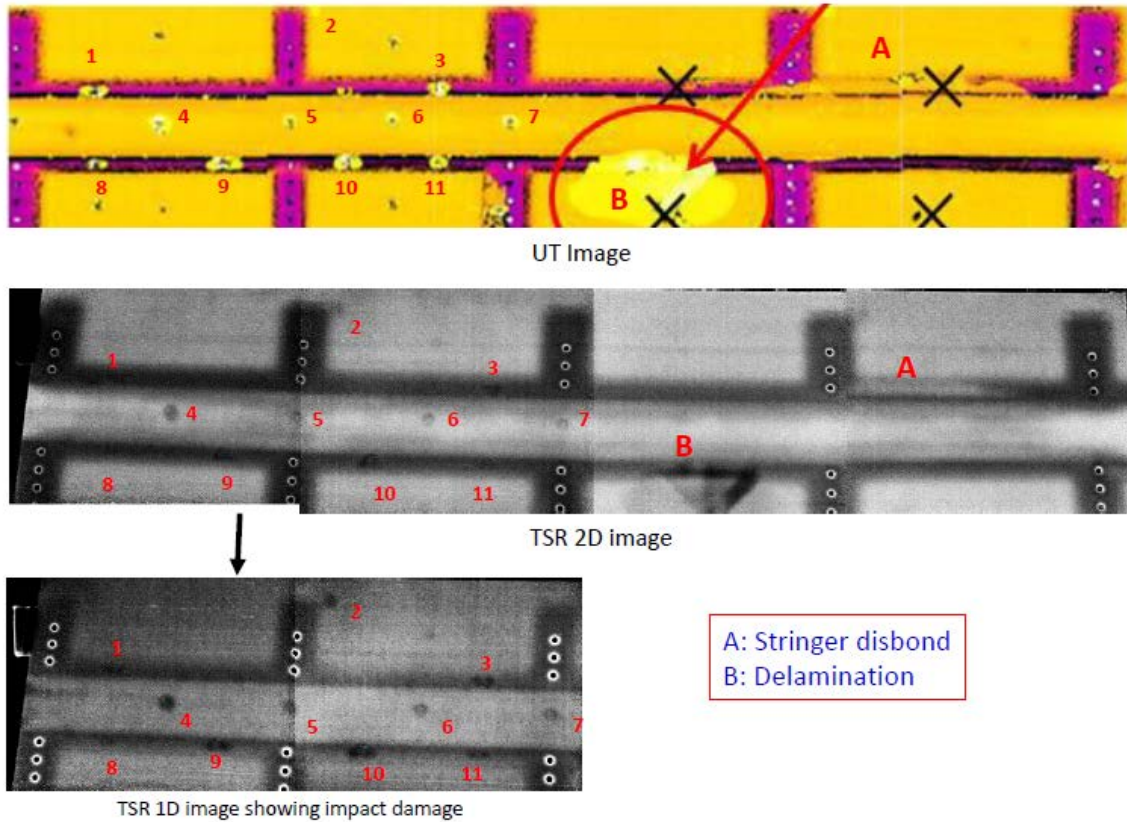 1 2 3 A
4 5 6 7
8 9 10 11 B
UT Image
1 2 3 A
4 5 6 7 B
8 9 10 11
TSR 2D image
1 2 3
4 5 6 7
8 9 10 11
TSR 1D image showing impact damage
A: Stringer disbond
B: Delamination